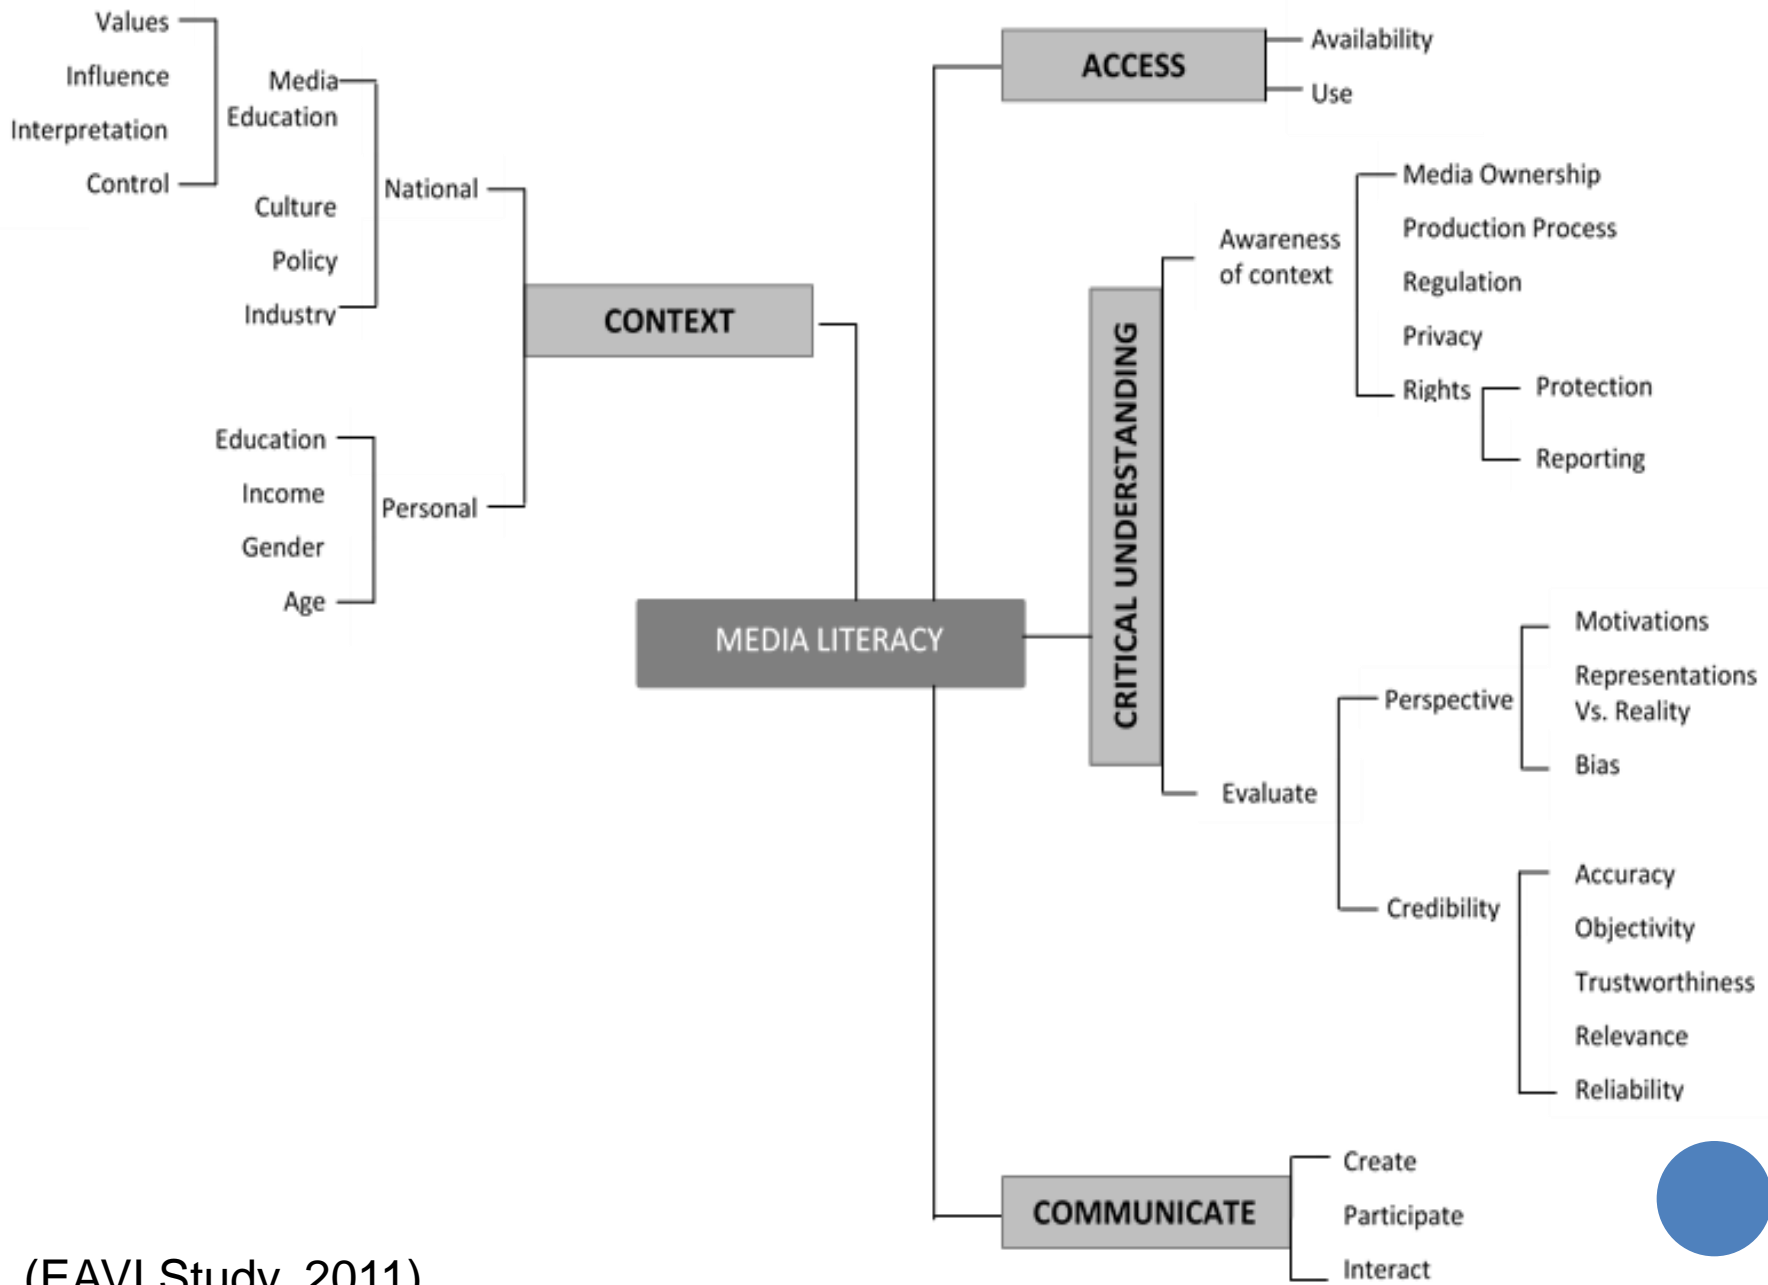 Values
Influence
Interpretation
Control
Media
Education
Culture
Policy
Industry
National
Education
Income
Gender
Age
Personal
CONTEXT
MEDIA LITERACY
ACCESS
Availability
Use
CRITICAL UNDERSTANDING
Awareness
of context
Media Ownership
Production Process
Regulation
Privacy
Rights
Protection
Reporting
Evaluate
Perspective
Motivations
Representations
Vs. Reality
Bias
Credibility
Accuracy
Objectivity
Trustworthiness
Relevance
Reliability
COMMUNICATE
Create
Participate
Interact
(EAVI Study, 2011)